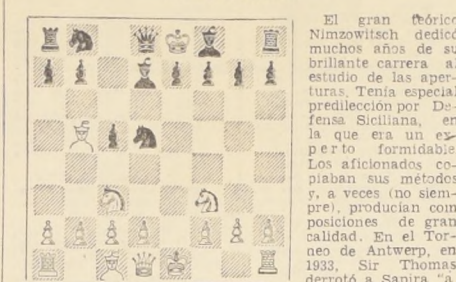 El gran teórico
Nimzowitsch dedicó
muchos años de su
brillante carrera al
estudio de las aper-
turas. Tenía especial
predilección por De-
fensa Siciliana, en
la que era un ex-
perto formidable
Los aficionados co-
piaban sus métodos
y, a veces (no siem-
pre), producían com
posiciones de gran
calidad. En el Tor-
neo de Antwerp, en
1933, Sir Thomas
derrotó a Sapira "a